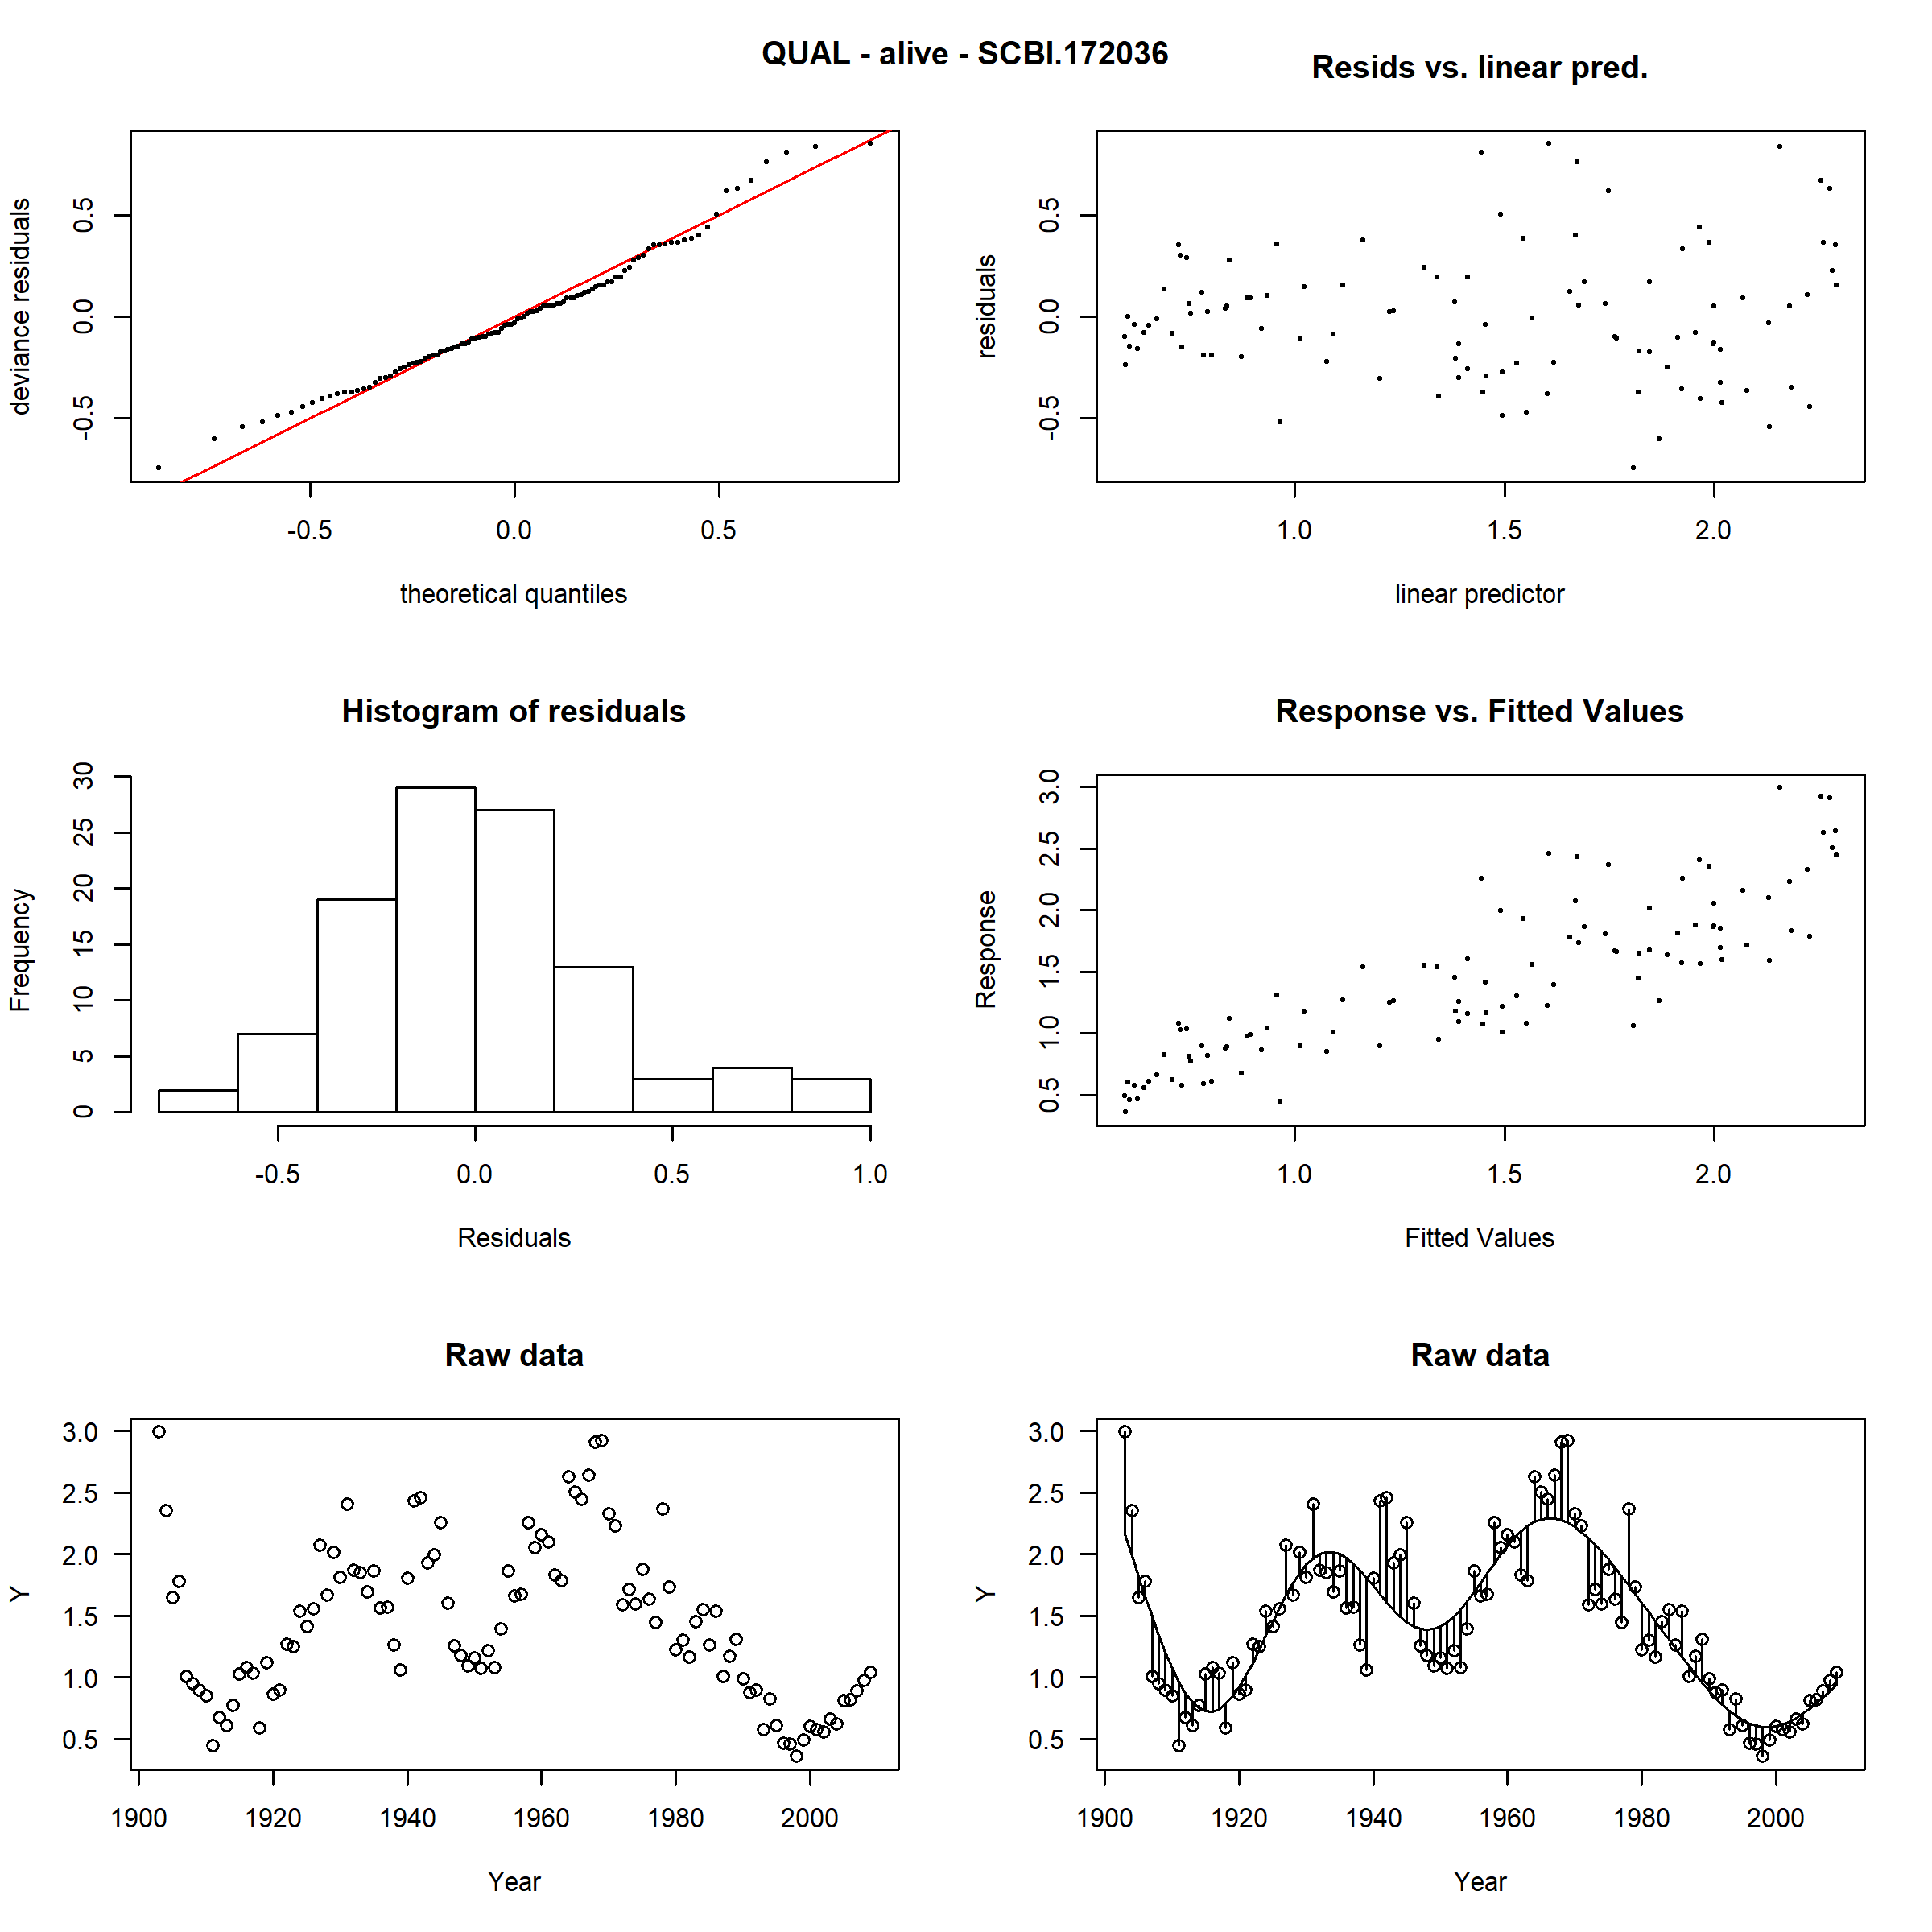 QUAL - alive - SCBI.172036
Resids vs. linear pred.
deviance residuals
-0.5 0.0 0.5
-0.5 0.0 0.5
theoretical quantiles
residuals
-0.5 0.0 0.5
1.0 1.5 2.0
linear predictor
Histogram of residuals
Frequency
0 5 10 15 20 25 30
-0.5 0.0 0.5 1.0
Residuals
Response vs. Fitted Values
Response
0.5 1.0 1.5 2.0 2.5 3.0
1.0 1.5 2.0
Fitted Values
Raw data
Y
3.0
2.5
2.0
1.5
1.0
0.5
1900 1920 1940 1960 1980 2000
Year
Raw data
Y
3.0
2.5
2.0
1.5
1.0
0.5
1900 1920 1940 1960 1980 2000
Year